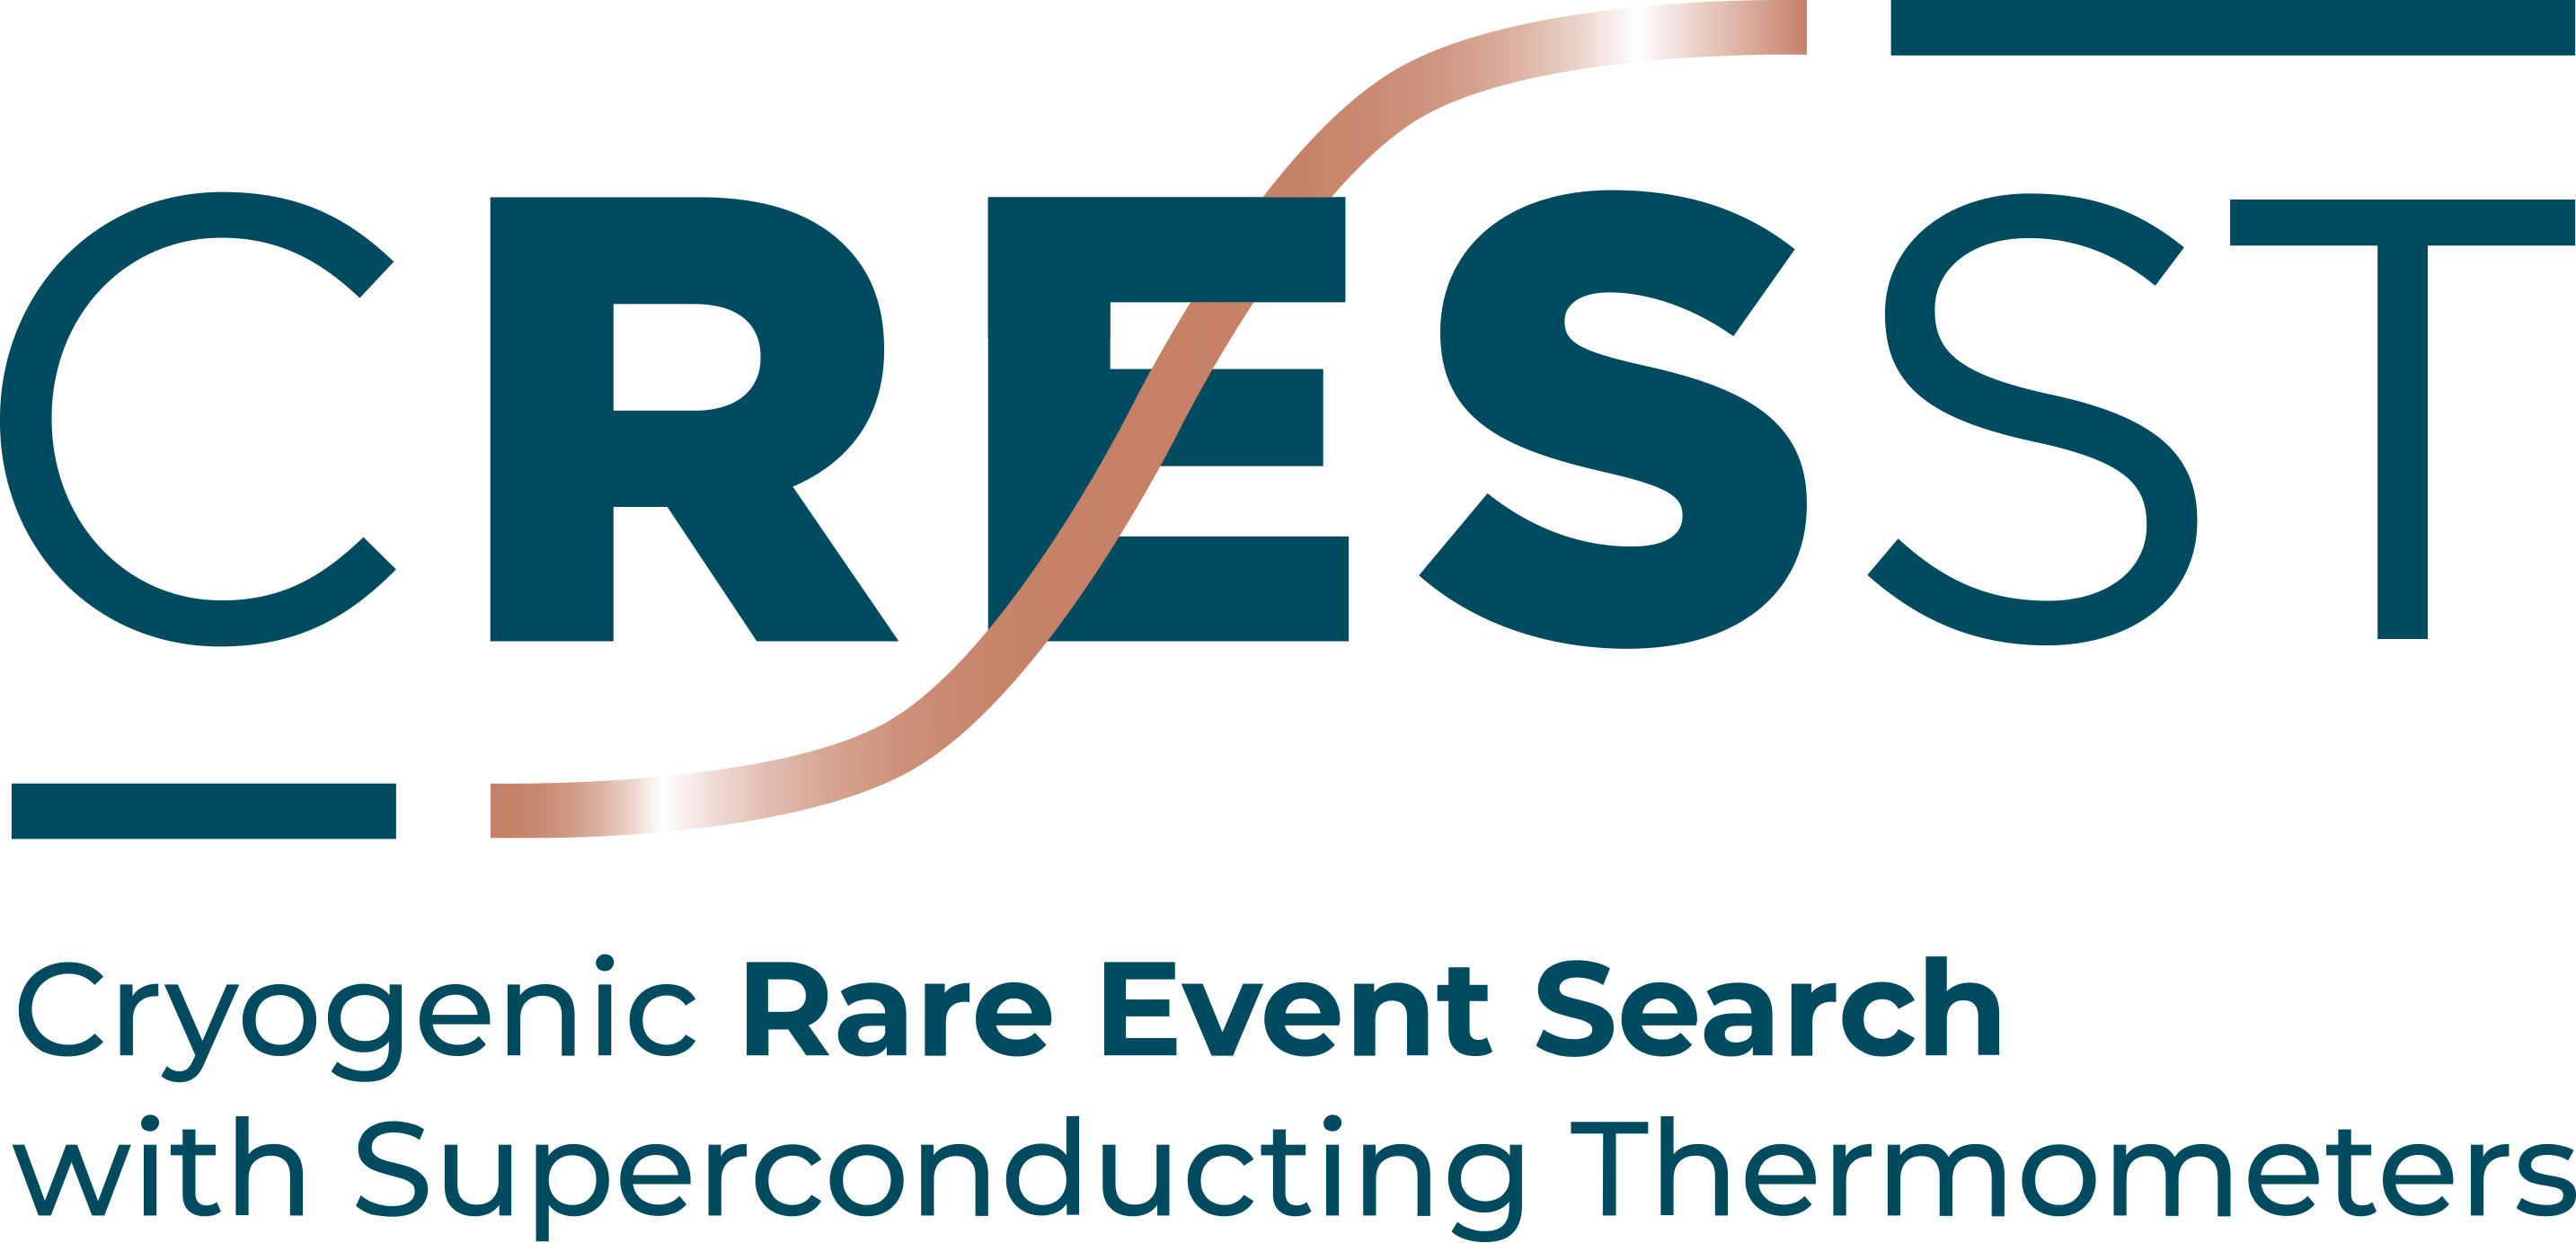 CRESST
Cryogenic Rare Event Search
with Superconducting Thermometers